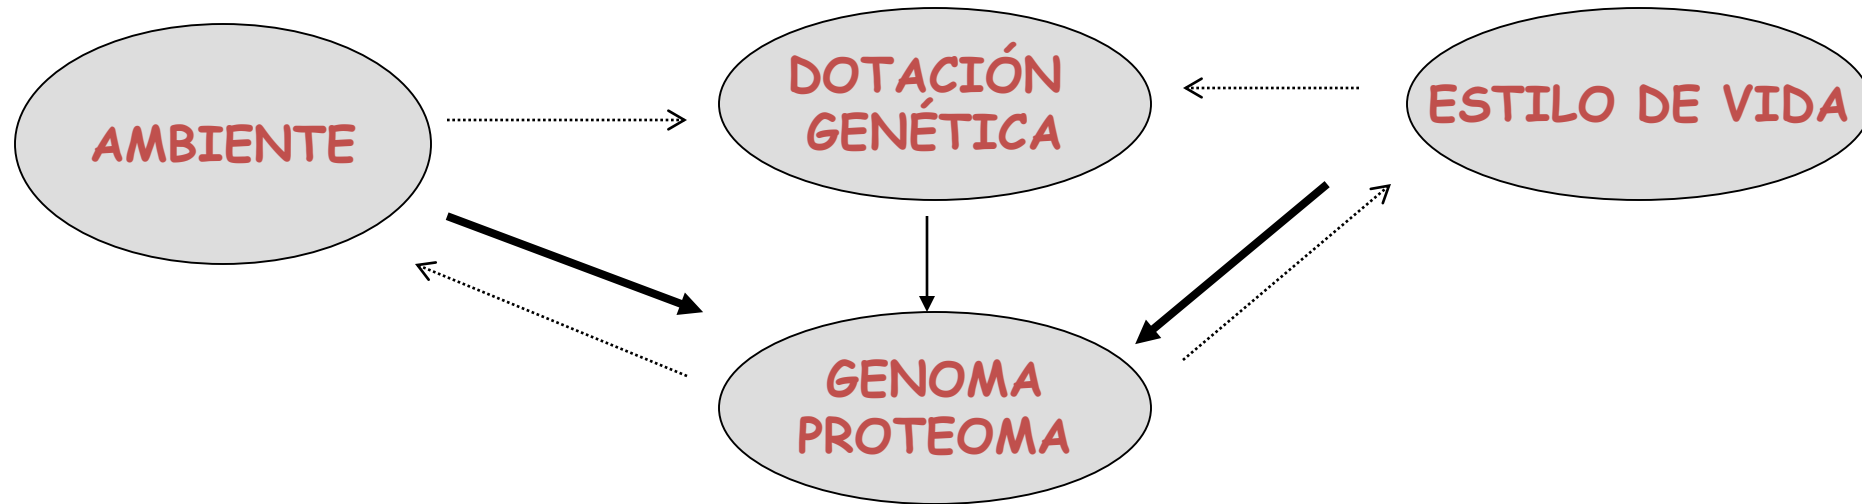 AMBIENTE
DOTACIÓN
GENÉTICA
ESTILO DE VIDA
GENOMA
PROTEOMA